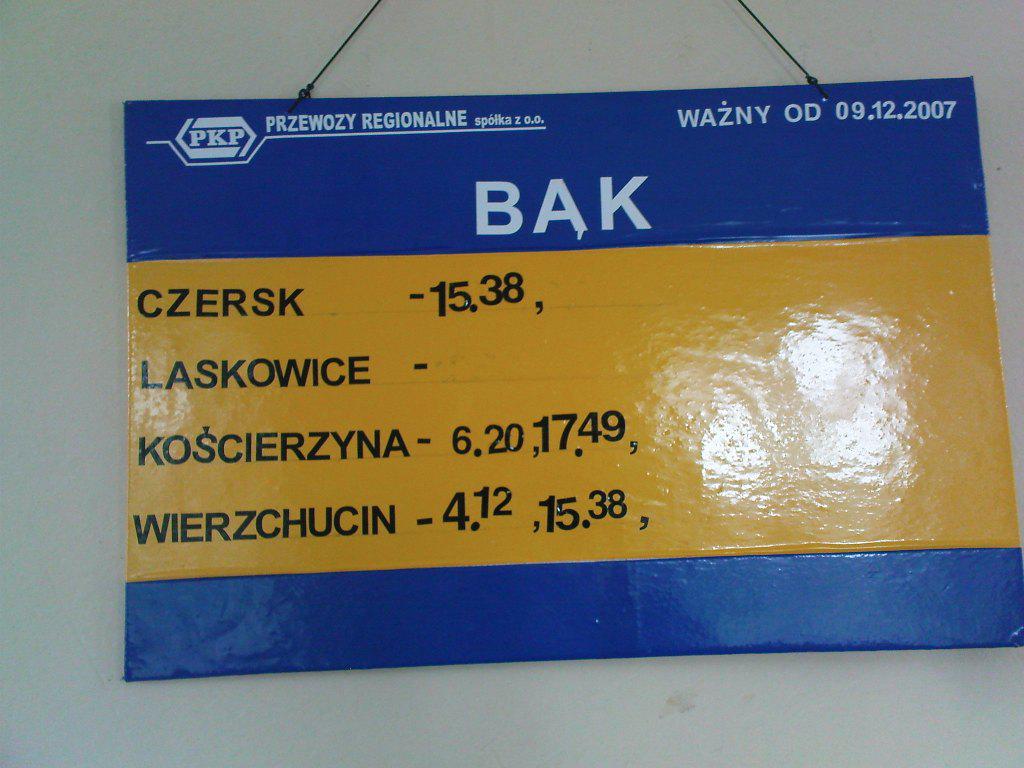 PKP PRZEWOZY REGIONALNE spółka z o.o. WAŻNY OD 09.12.2007
BĄK
CZERSK -15.38,
LASKOWICE -
KOŚCIERZYNA - 6.20,17.49,
WIERZCHUCIN - 4.12 ,15.38,